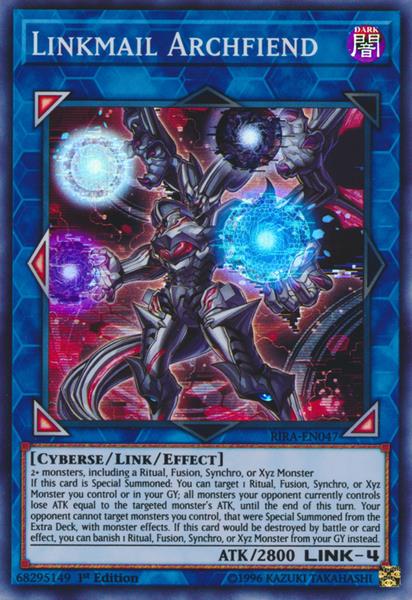 LINKMAIL ARCHFIEND
DARK
闇
RIRA-EN047
[CYBERSE/LINK/EFFECT]
2+ monsters, including a Ritual, Fusion, Synchro, or Xyz Monster
If this card is Special Summoned: You can target 1 Ritual, Fusion, Synchro, or Xyz
Monster you control or in your GY; all monsters your opponent currently controls
lose ATK equal to the targeted monster's ATK, until the end of this turn. Your
opponent cannot target monsters you control, that were Special Summoned from the
Extra Deck, with monster effects. If this card would be destroyed by battle or card
effect, you can banish 1 Ritual, Fusion, Synchro, or Xyz Monster from your GY instead.
ATK/2800 LINK-4
68295149 1st Edition ©1996 KAZUKI TAKAHASHI